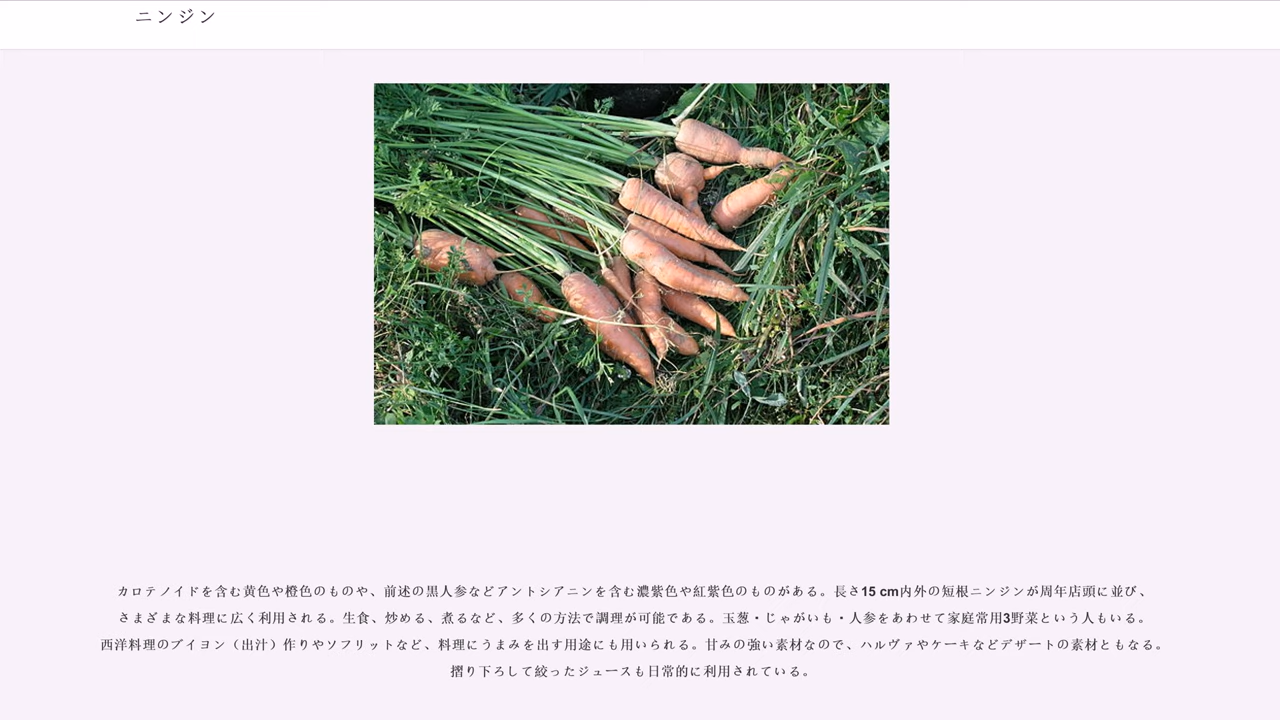 ニンジン
カロテノイドを含む黄色や橙色のものや、前述の黒人参などアントシアニンを含む濃紫色や紅紫色のものがある。長さ15 cm内外の短根ニンジンが周年店頭に並び、
さまざまな料理に広く利用される。生食、炒める、煮るなど、多くの方法で調理が可能である。玉葱・じゃがいも・人参をあわせて家庭常用3野菜という人もいる。
西洋料理のブイヨン（出汁）作りやソフリットなど、料理にうまみを出す用途にも用いられる。甘みの強い素材なので、ハルヴァやケーキなどデザートの素材ともなる。
摺り下ろして絞ったジュースも日常的に利用されている。